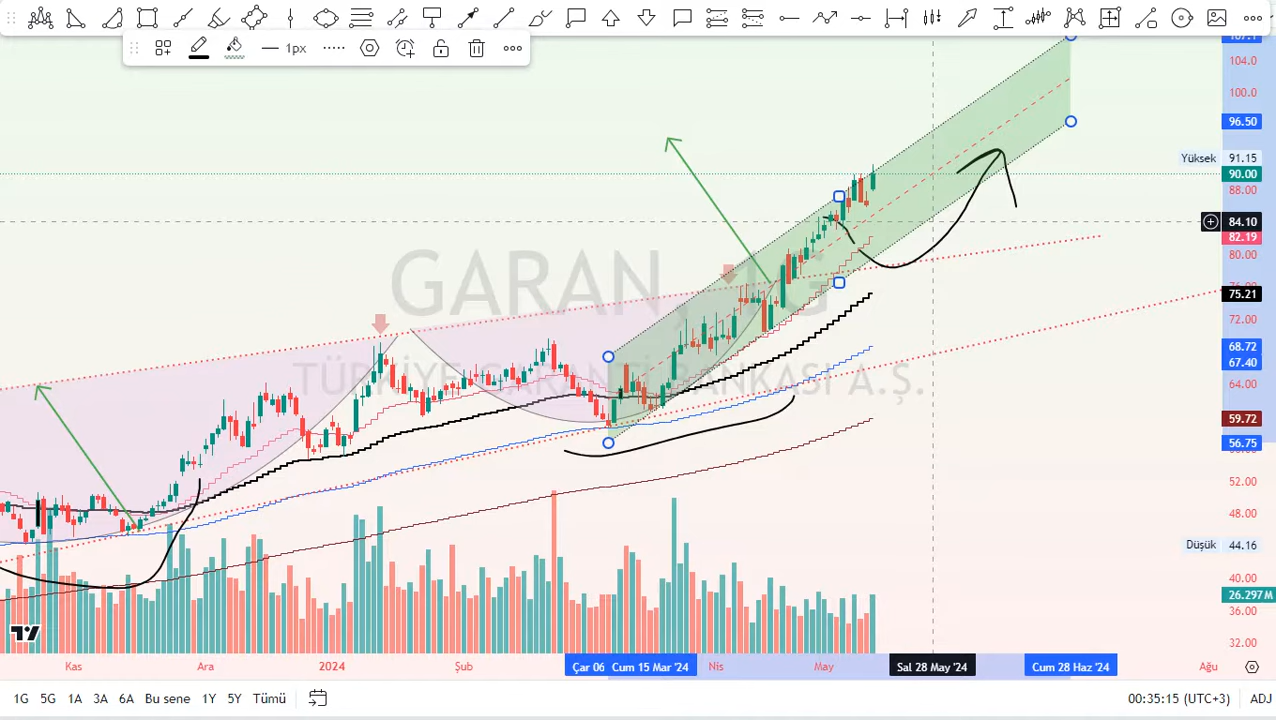 1px
107.1
104.0
100.0
96.50
Yüksek 91.15
90.00
88.00
84.10
82.19
80.00
GARAN, 1G
75.21
72.00
68.72
TÜRKİYE GARANTİ BANKASI A.Ş.
67.40
64.00
59.72
56.75
52.00
48.00
Düşük 44.16
40.00
26.297 M
36.00
32.00
Kas Ara 2024 Şub Çar 06 Cum 15 Mar '24 Nis May Sal 28 May '24 Cum 28 Haz '24 Ağu
1G 5G 1A 3A 6A Bu sene 1Y 5Y Tümü 00:35:15 (UTC+3) ADJ